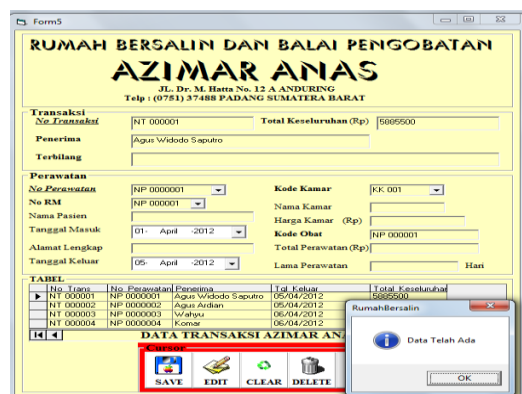 Form5
RUMAH BERSALIN DAN BALAI PENGOBATAN
AZIMAR ANAS
JL. Dr. M. Hatta No. 12 A ANDURING
Telp : (0751) 37488 PADANG SUMATERA BARAT
Transaksi
No Transaksi NT 000001 Total Keseluruhan (Rp) 5885500
Penerima Agus Widodo Saputro
Terbilang
Perawatan
No Perawatan NP 0000001 Kode Kamar KK 001
No RM NP 000001 Nama Kamar
Nama Pasien Harga Kamar (Rp)
Tanggal Masuk 01- April -2012 Kode Obat NP 000001
Alamat Lengkap Total Perawatan (Rp)
Tanggal Keluar 05- April -2012 Lama Perawatan Hari
TABEL
No Trans No Perawatan Penerima Tgl Keluar Total Keseluruhan
NT 000001 NP 0000001 Agus Widodo Saputro 05/04/2012 5885500
NT 000002 NP 0000002 Agus Ardian 05/04/2012
NT 000003 NP 0000003 Wahyu 06/04/2012
NT 000004 NP 0000004 Komar 06/04/2012
DATA TRANSAKSI AZIMAR AN
Cursor
SAVE EDIT CLEAR DELETE
RumahBersalin
Data Telah Ada
OK